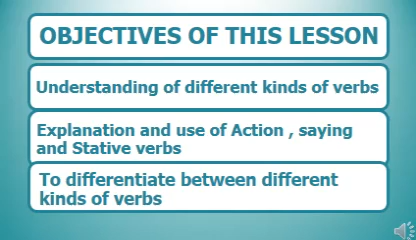 OBJECTIVES OF THIS LESSON
Understanding of different kinds of verbs
Explanation and use of Action , saying
and Stative verbs
To differentiate between different
kinds of verbs